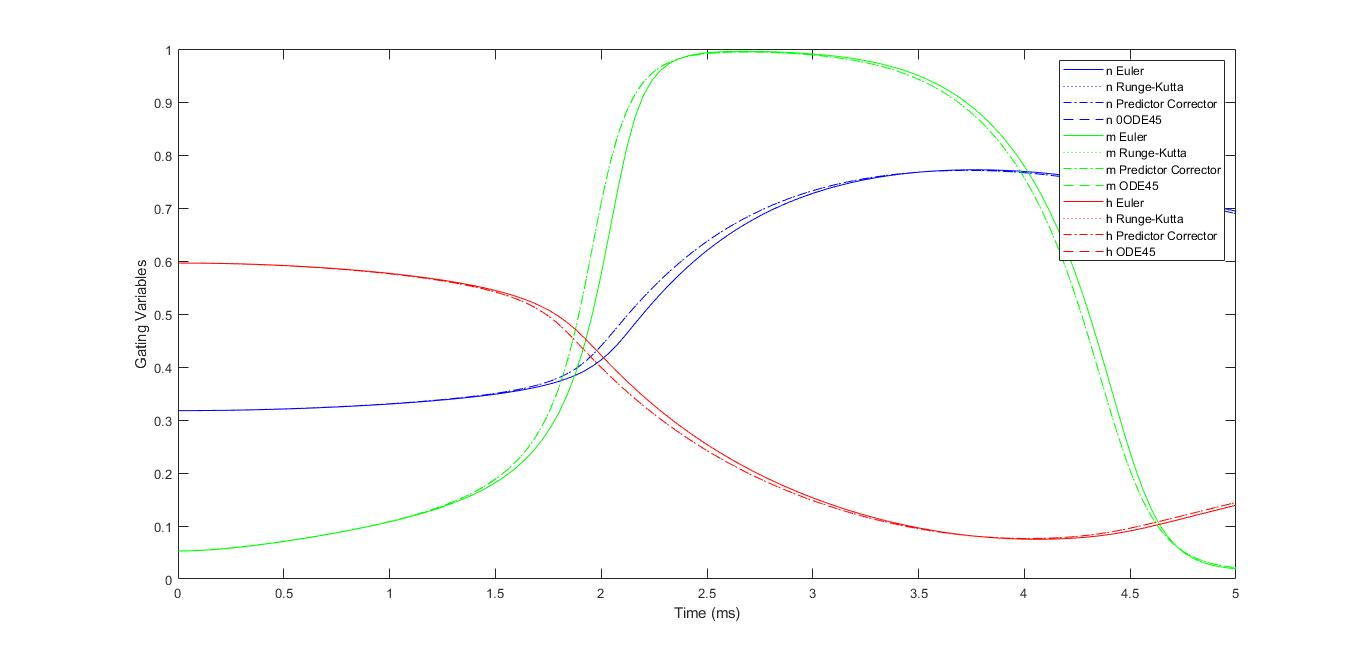 1
0.9
0.8
0.7
0.6
0.5
0.4
0.3
0.2
0.1
0
Gating Variables
n Euler
n Runge-Kutta
n Predictor Corrector
n 0ODE45
m Euler
m Runge-Kutta
m Predictor Corrector
m ODE45
h Euler
h Runge-Kutta
h Predictor Corrector
h ODE45
0 0.5 1 1.5 2 2.5 3 3.5 4 4.5 5
Time (ms)